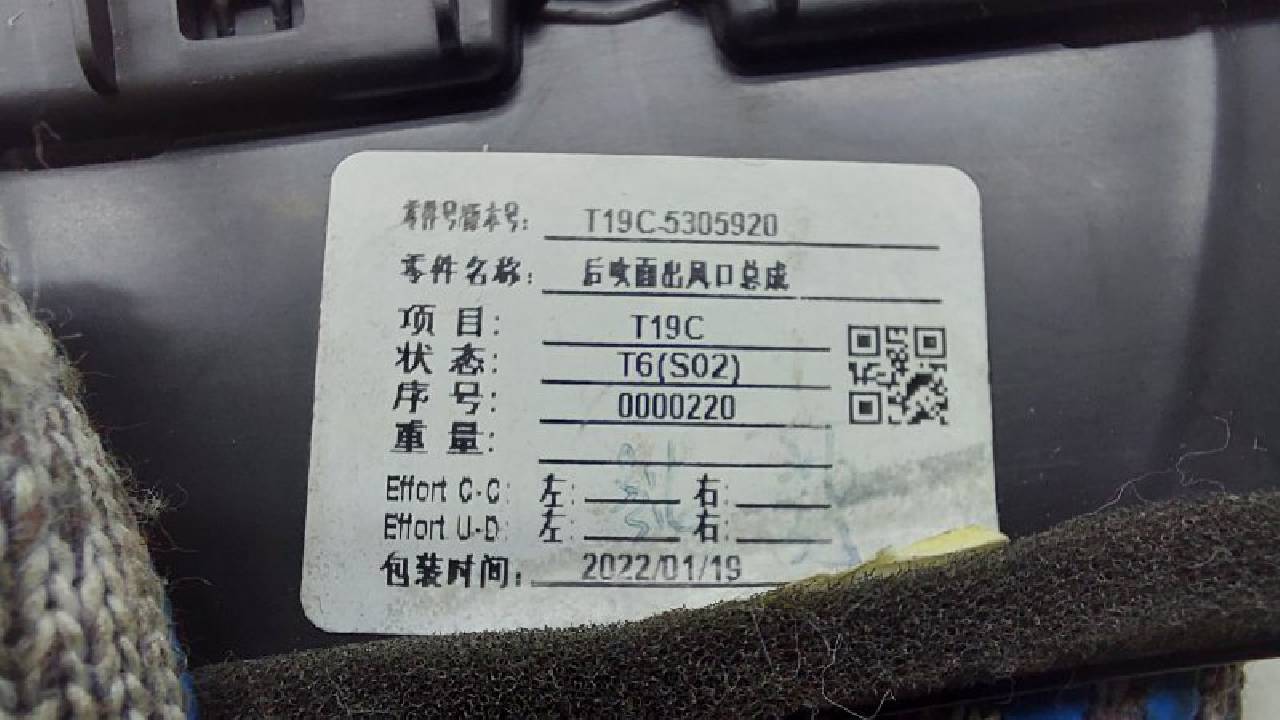 零件号版本号: T19C-5305920
零件名称: 后吹面出风口总成
项 目: T19C
状 态: T6(S02)
序 号: 0000220
重 量:
Effort C-C: 左: 右:
Effort U-D: 左: 右:
包装时间: 2022/01/19